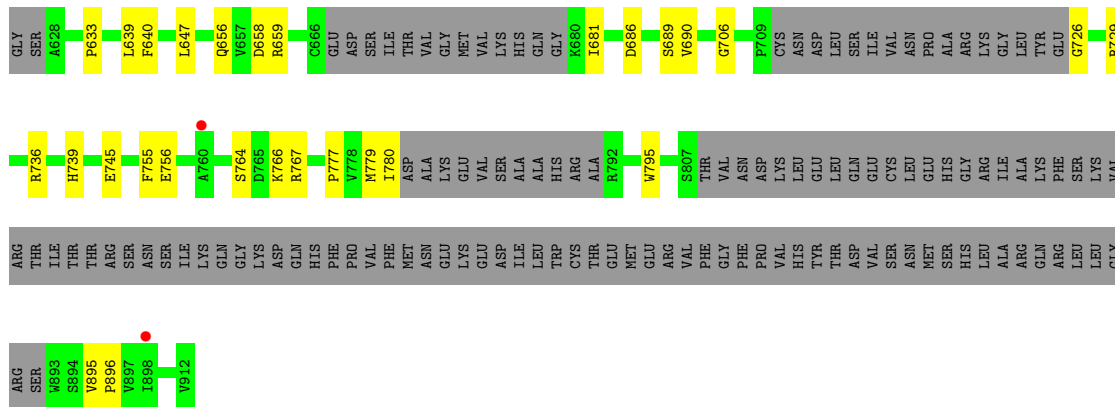 GLY SER A628 P633 L639 F640 L647 Q656 V657 D658 R659 C666 GLU ASP SER ILE THR VAL GLY MET VAL LYS HIS GLN GLY K680 I681 D686 S689 V690 G706 P709 CYS ASN ASP LEU SER ILE VAL ASN PRO ALA ARG LYS GLY LEU TYR GLU G726 R729
R736 H739 E745 F755 E756 A760 S764 D765 K766 R767 P777 V778 M779 I780 ASP ALA LYS GLU VAL SER ALA ALA HIS ARG ALA R792 W795 S807 THR VAL ASN ASP LYS LEU GLU LEU GLN GLU CYS LEU GLU HIS GLY ARG ILE ALA LYS PHE SER LYS VAL
ARG THR ILE THR THR ARG SER ASN SER ILE LYS GLN GLY LYS ASP GLN HIS PHE PRO VAL PHE MET ASN GLU LYS GLU ASP ILE LEU TRP CYS THR GLU MET GLU ARG VAL PHE GLY PHE PRO VAL HIS TYR THR ASP VAL SER ASN MET SER HIS LEU ALA ARG GLN ARG LEU LEU GLY
ARG SER W893 S894 V895 P896 V897 I898 V912